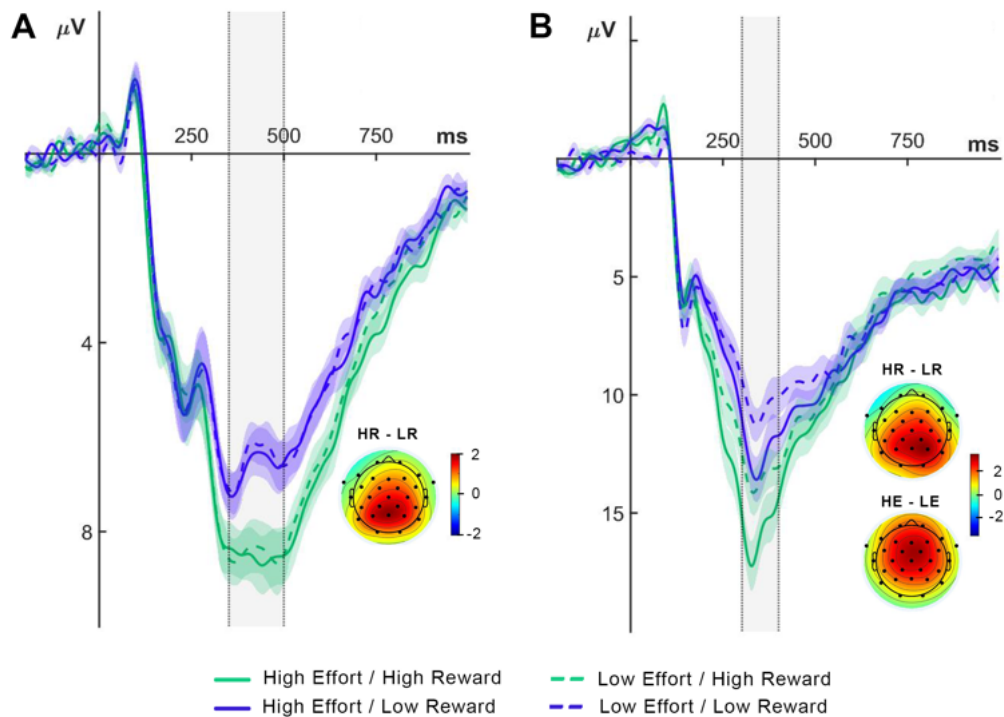 A
µV
250 500 750 ms
4
8
HR - LR
2
0
-2
B
µV
250 500 750 ms
5
10
15
HR - LR
HE - LE
2
0
-2
High Effort / High Reward
Low Effort / High Reward
High Effort / Low Reward
Low Effort / Low Reward